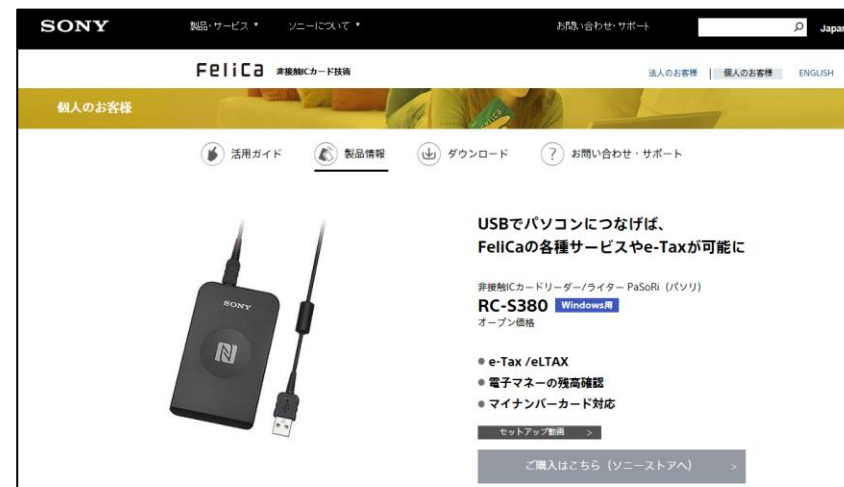 SONY
製品・サービス ▼
ソニーについて ▼
お問い合わせ・サポート
Japan
FeliCa 非接触ICカード技術
法人のお客様 | 個人のお客様
ENGLISH
個人のお客様
FeliCa
活用ガイド
製品情報
ダウンロード
? お問い合わせ・サポート
USBでパソコンにつなげば、
FeliCaの各種サービスやe-Taxが可能に
非接触ICカードリーダー/ライター PaSoRi（パソリ）
RC-S380 Windows用
オープン価格
● e-Tax /eLTAX
● 電子マネーの残高確認
● マイナンバーカード対応
セットアップ動画 >
ご購入はこちら（ソニーストアへ） >
SONY
N